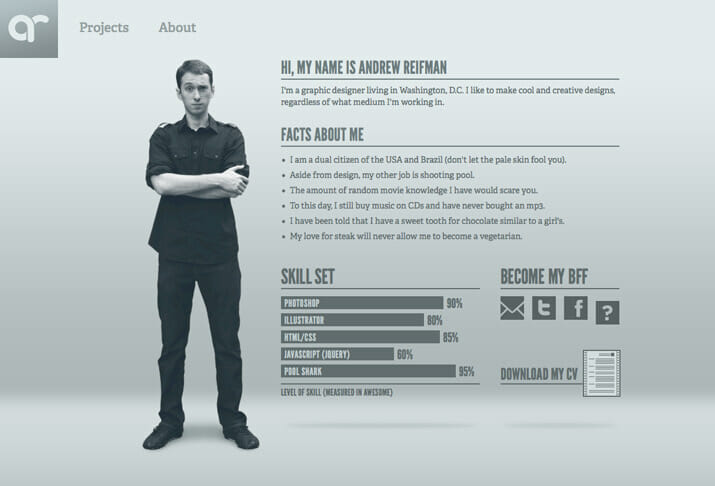 ar
Projects About
HI, MY NAME IS ANDREW REIFMAN
I'm a graphic designer living in Washington, D.C. I like to make cool and creative designs,
regardless of what medium I'm working in.
FACTS ABOUT ME
• I am a dual citizen of the USA and Brazil (don't let the pale skin fool you).
• Aside from design, my other job is shooting pool.
• The amount of random movie knowledge I have would scare you.
• To this day, I still buy music on CDs and have never bought an mp3.
• I have been told that I have a sweet tooth for chocolate similar to a girl's.
• My love for steak will never allow me to become a vegetarian.
SKILL SET
PHOTOSHOP 90%
ILLUSTRATOR 80%
HTML/CSS 85%
JAVASCRIPT (JQUERY) 60%
POOL SHARK 95%
LEVEL OF SKILL (MEASURED IN AWESOME)
BECOME MY BFF
t f ?
DOWNLOAD MY CV